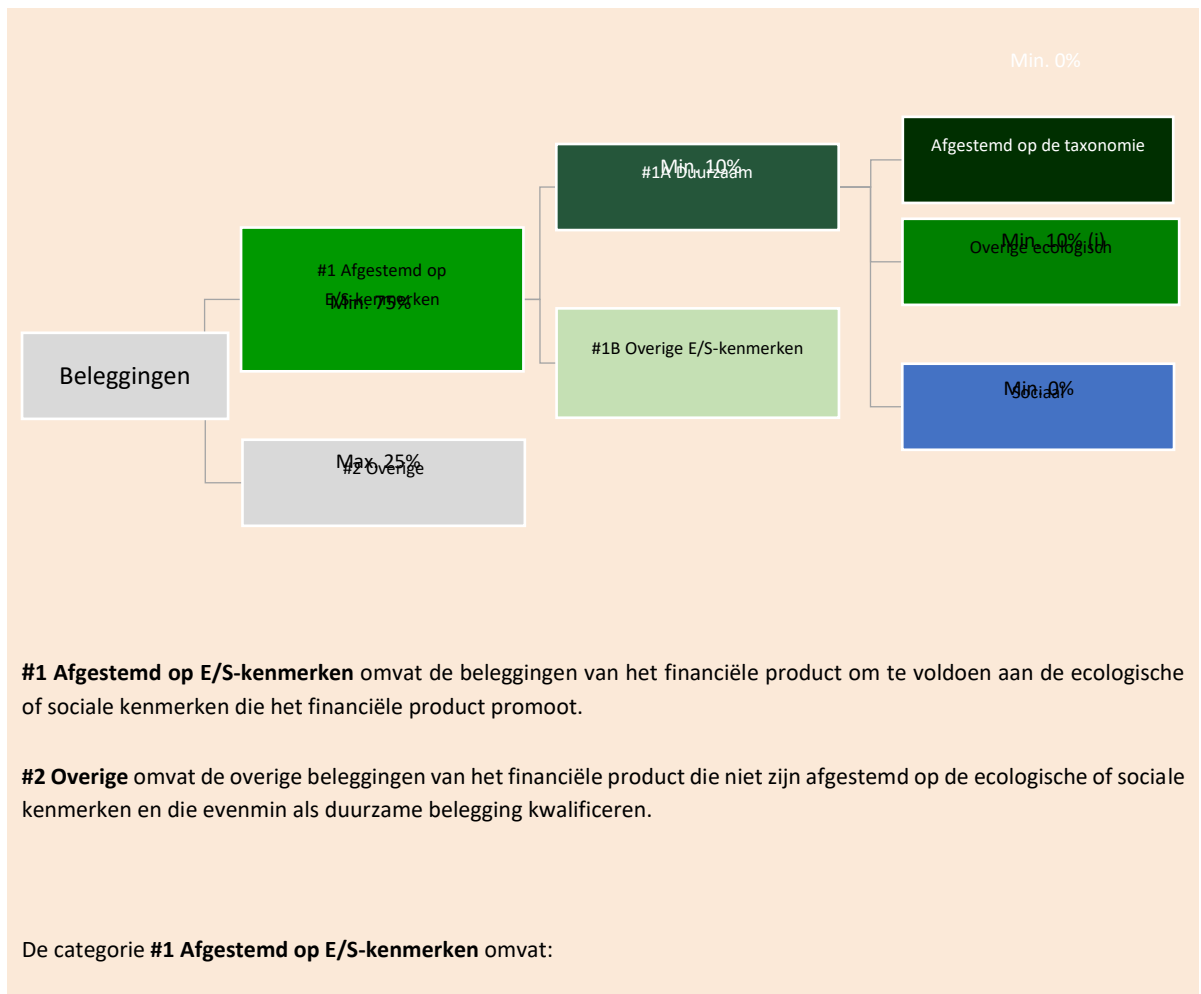 Min. 0%
Afgestemd op de taxonomie
Min. 10%
#1A Duurzaam
Min. 10% (i)
Overige ecologisch
#1 Afgestemd op
E/S-kenmerken
Min. 75%
#1B Overige E/S-kenmerken
Beleggingen
Min. 0%
Sociaal
Max. 25%
#2 Overige
#1 Afgestemd op E/S-kenmerken omvat de beleggingen van het financiële product om te voldoen aan de ecologische
of sociale kenmerken die het financiële product promoot.
#2 Overige omvat de overige beleggingen van het financiële product die niet zijn afgestemd op de ecologische of sociale
kenmerken en die evenmin als duurzame belegging kwalificeren.
De categorie #1 Afgestemd op E/S-kenmerken omvat: